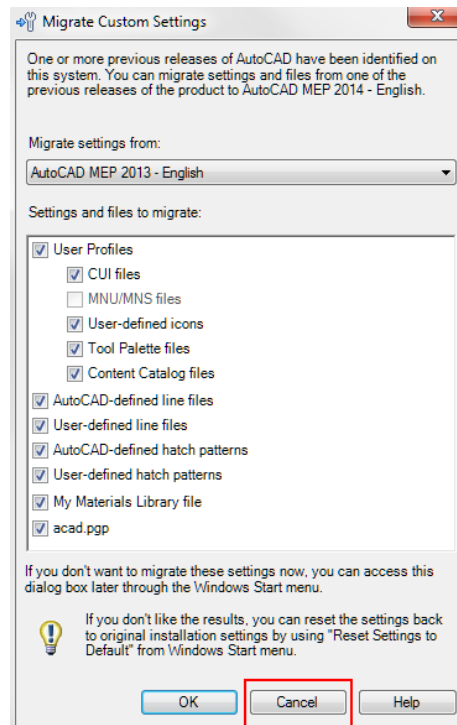 Migrate Custom Settings
One or more previous releases of AutoCAD have been identified on
this system. You can migrate settings and files from one of the
previous releases of the product to AutoCAD MEP 2014 - English.
Migrate settings from:
AutoCAD MEP 2013 - English
Settings and files to migrate:
User Profiles
CUI files
MNU/MNS files
User-defined icons
Tool Palette files
Content Catalog files
AutoCAD-defined line files
User-defined line files
AutoCAD-defined hatch patterns
User-defined hatch patterns
My Materials Library file
acad.pgp
If you don't want to migrate these settings now, you can access this
dialog box later through the Windows Start menu.
If you don't like the results, you can reset the settings back
to original installation settings by using "Reset Settings to
Default" from Windows Start menu.
OK Cancel Help